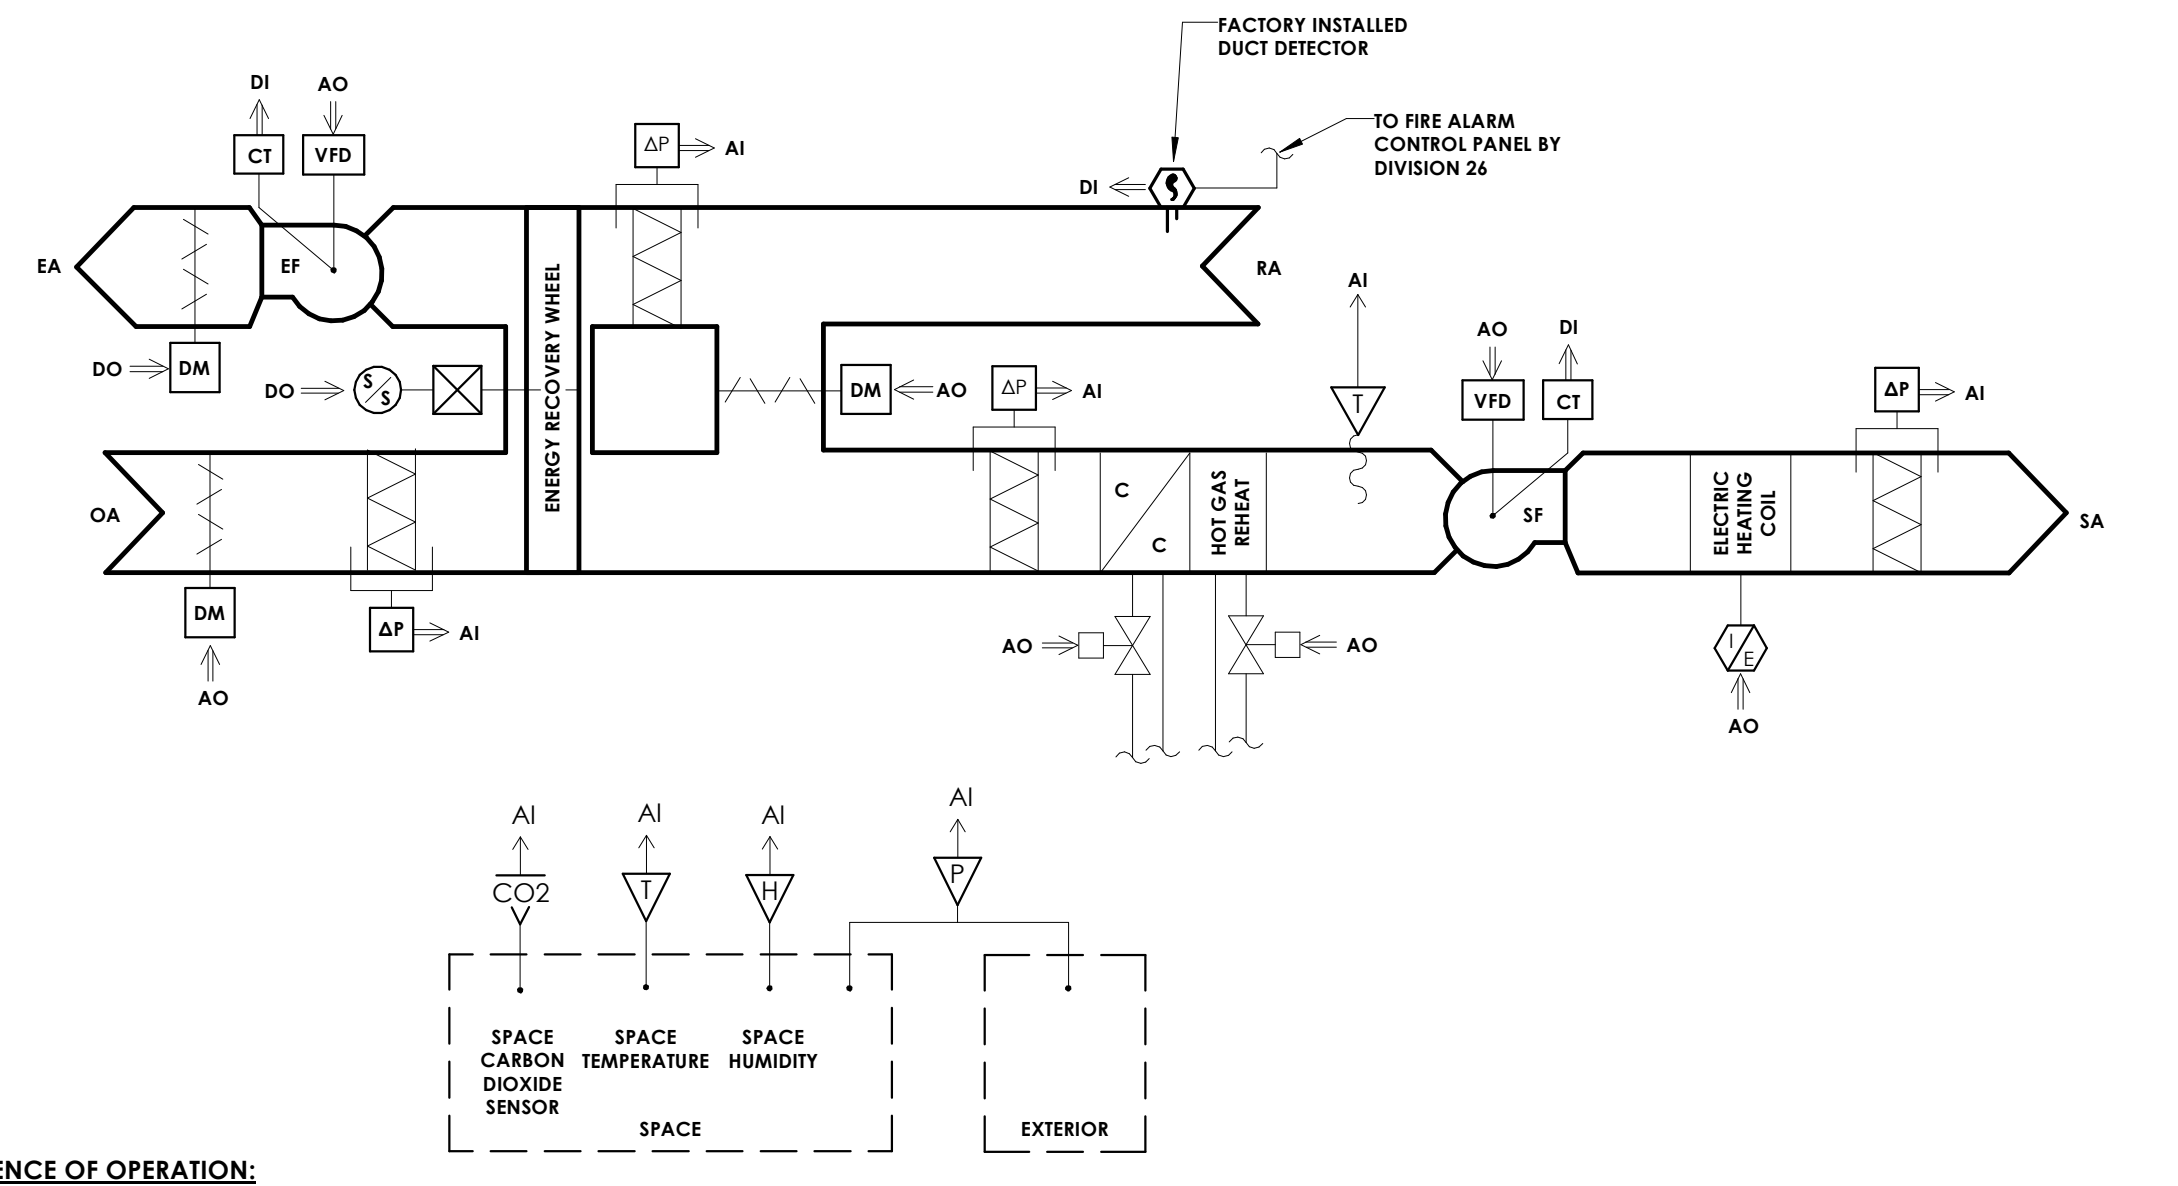 FACTORY INSTALLED
DUCT DETECTOR
DI
AO
TO FIRE ALARM
CONTROL PANEL BY
DIVISION 26
CT
VFD
ΔP
AI
DI
EA
EF
RA
ENERGY RECOVERY WHEEL
AI
AO
DI
DO
DM
DO
S/S
DM
AO
ΔP
AI
T
VFD
CT
ΔP
AI
OA
C
C
HOT GAS
REHEAT
SF
ELECTRIC
HEATING
COIL
SA
DM
ΔP
AI
AO
AO
I/E
AO
AO
AI
AI
AI
AI
CO2
T
H
P
SPACE
CARBON
DIOXIDE
SENSOR
SPACE
TEMPERATURE
SPACE
HUMIDITY
SPACE
EXTERIOR
ENCE OF OPERATION: